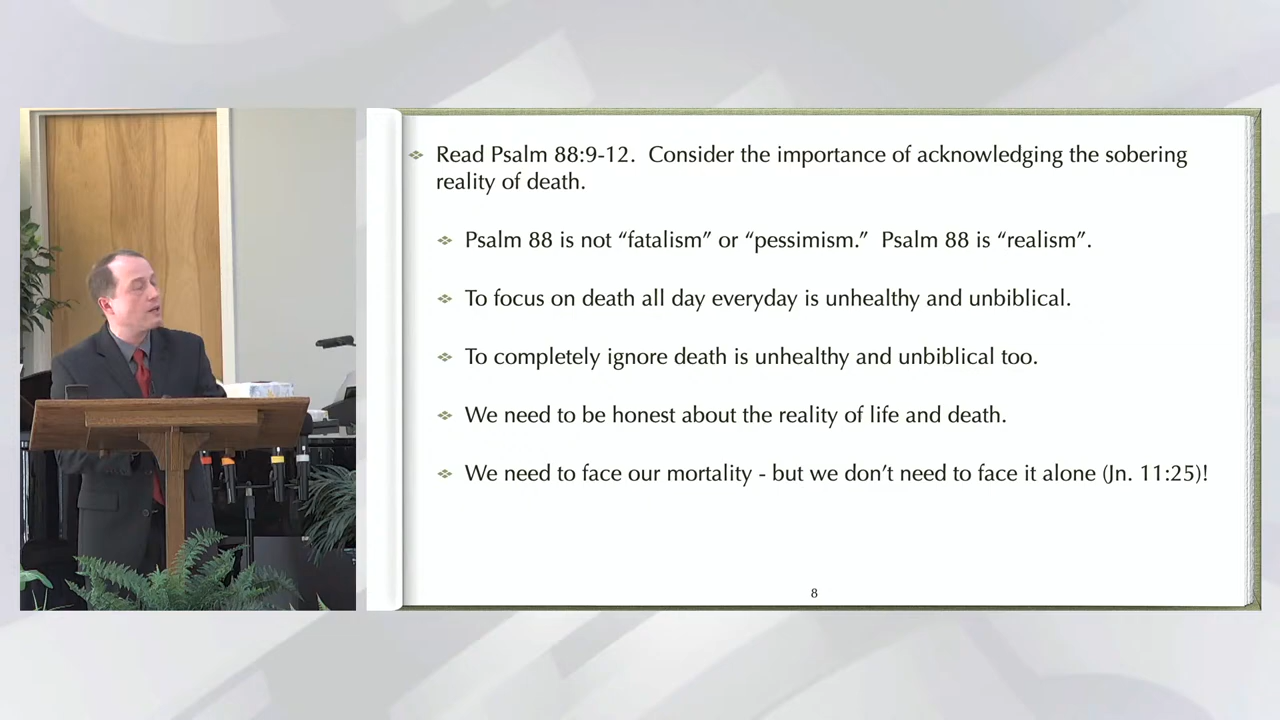 Read Psalm 88:9-12.  Consider the importance of acknowledging the sobering
reality of death.
Psalm 88 is not “fatalism” or “pessimism.”  Psalm 88 is “realism”.
To focus on death all day everyday is unhealthy and unbiblical.
To completely ignore death is unhealthy and unbiblical too.
We need to be honest about the reality of life and death.
We need to face our mortality - but we don’t need to face it alone (Jn. 11:25)!
8